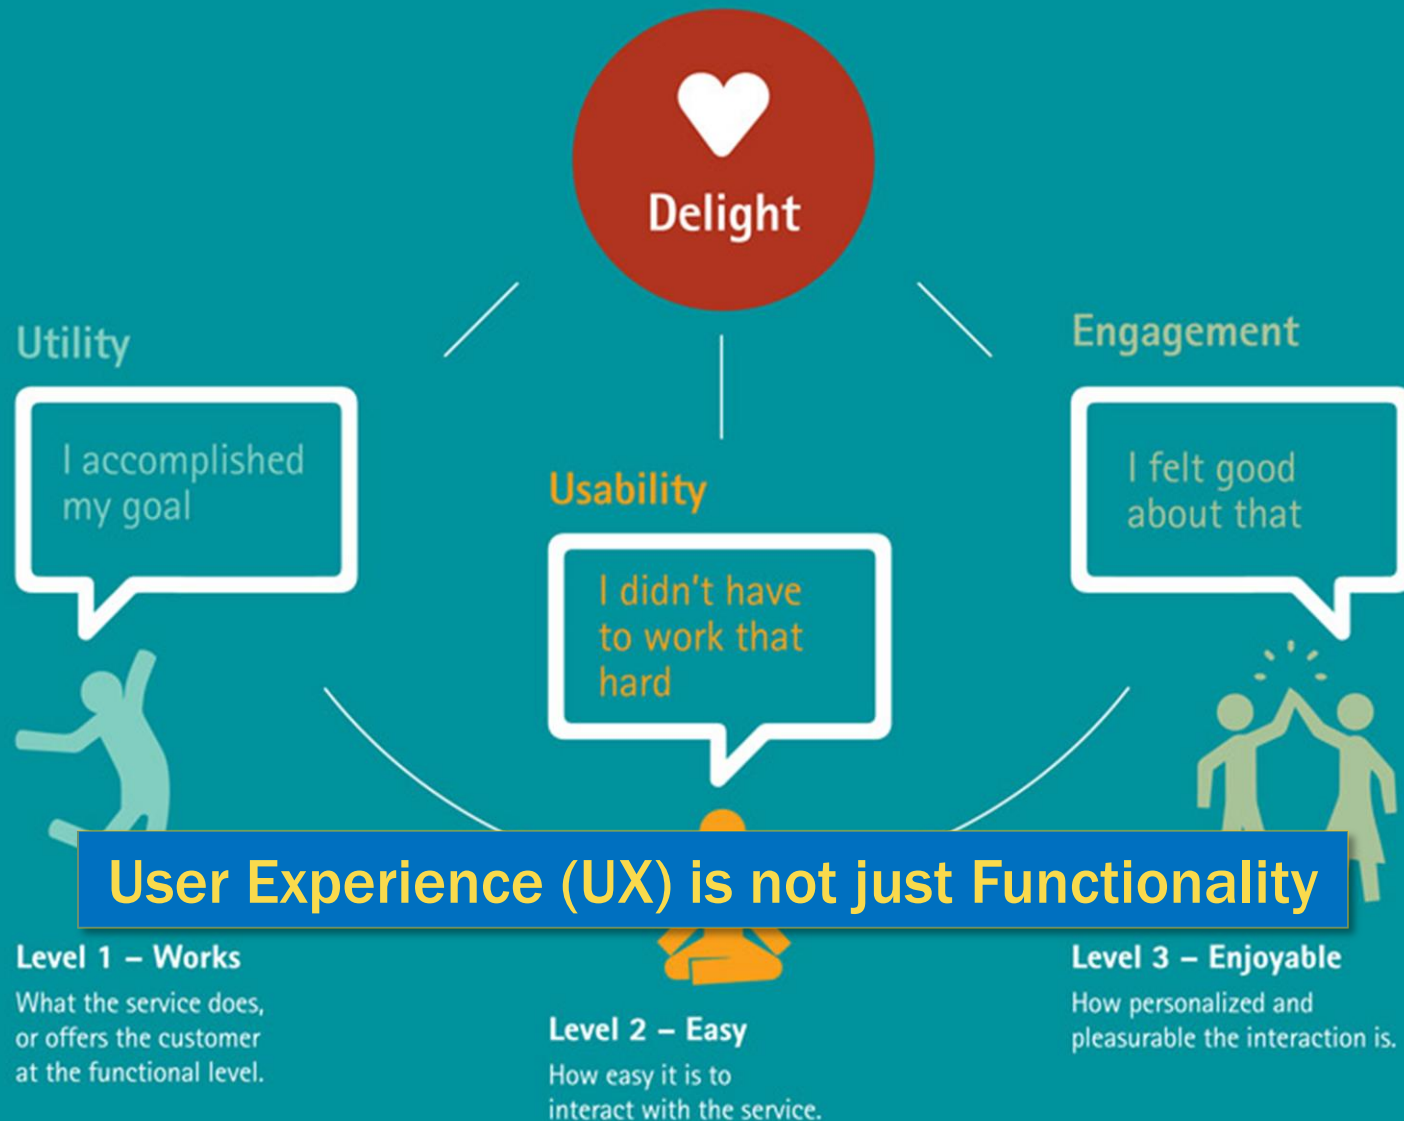 Delight
Utility
I accomplished
my goal
Usability
I didn't have
to work that
hard
Engagement
I felt good
about that
User Experience (UX) is not just Functionality
Level 1 – Works
What the service does,
or offers the customer
at the functional level.
Level 2 – Easy
How easy it is to
interact with the service.
Level 3 – Enjoyable
How personalized and
pleasurable the interaction is.